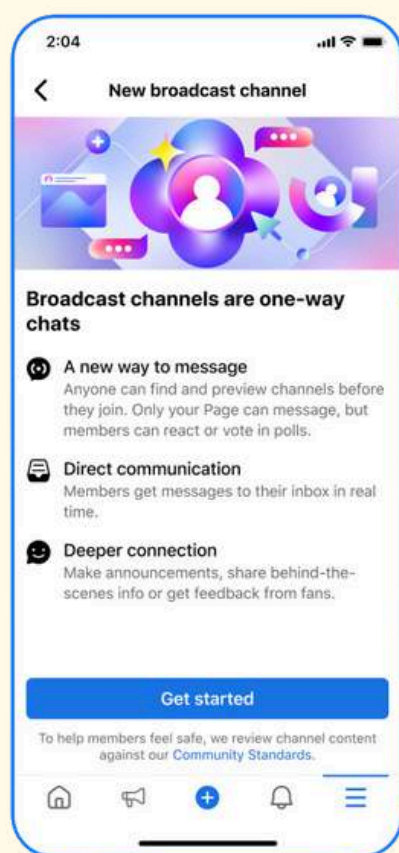 2:04
New broadcast channel
Broadcast channels are one-way
chats
A new way to message
Anyone can find and preview channels before
they join. Only your Page can message, but
members can react or vote in polls.
Direct communication
Members get messages to their inbox in real
time.
Deeper connection
Make announcements, share behind-the-
scenes info or get feedback from fans.
Get started
To help members feel safe, we review channel content
against our Community Standards.